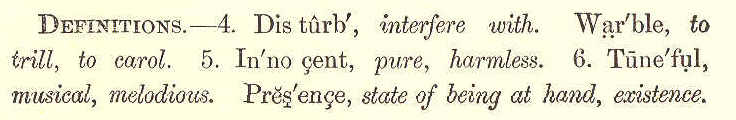 DEFINITIONS.—4. Dis tûrb′, interfere with. Wạr′ble, to
trill, to carol. 5. In′no çent, pure, harmless. 6. Tūne′fụl,
musical, melodious. Prĕş′ençe, state of being at hand, existence.